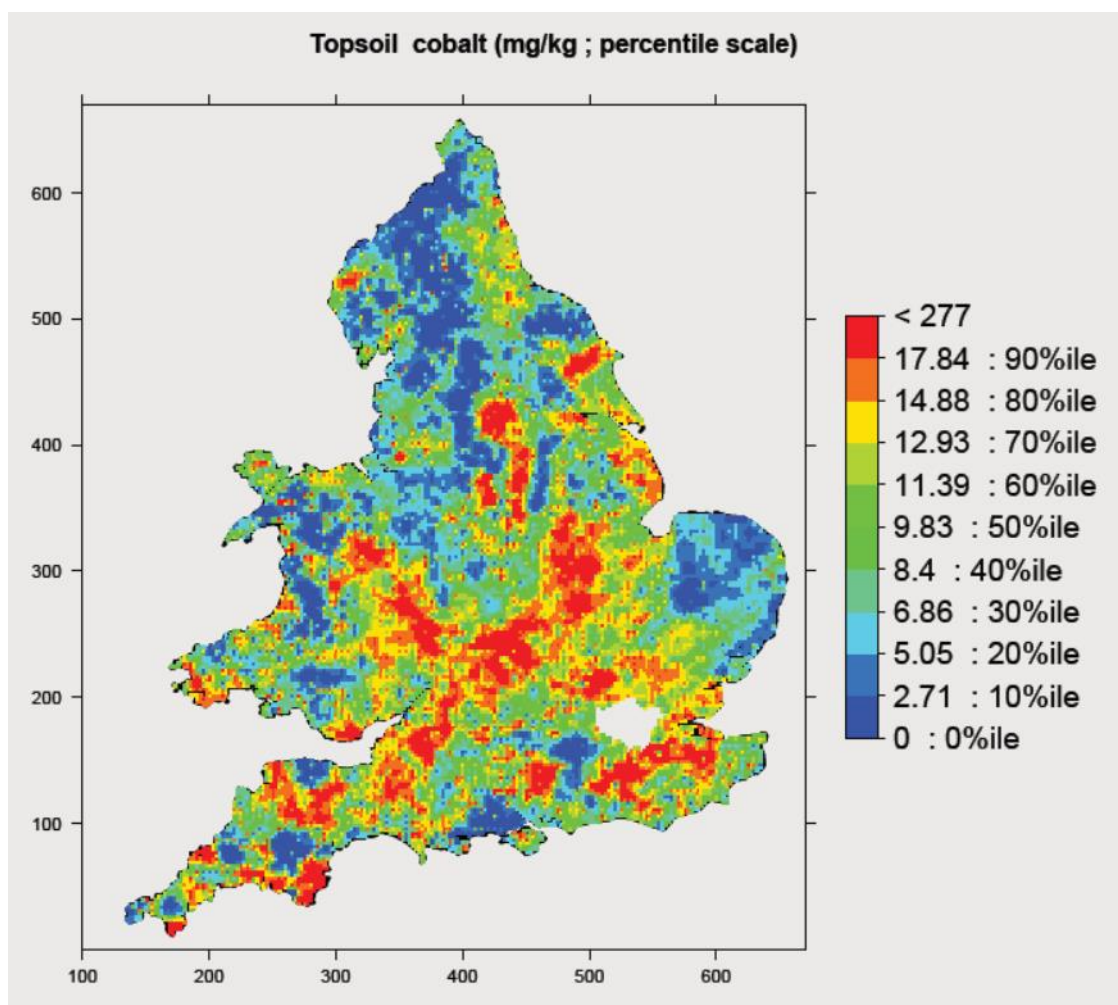 Topsoil cobalt (mg/kg ; percentile scale)
600
500
400
300
200
100
100 200 300 400 500 600
< 277
17.84 : 90%ile
14.88 : 80%ile
12.93 : 70%ile
11.39 : 60%ile
9.83 : 50%ile
8.4 : 40%ile
6.86 : 30%ile
5.05 : 20%ile
2.71 : 10%ile
0 : 0%ile